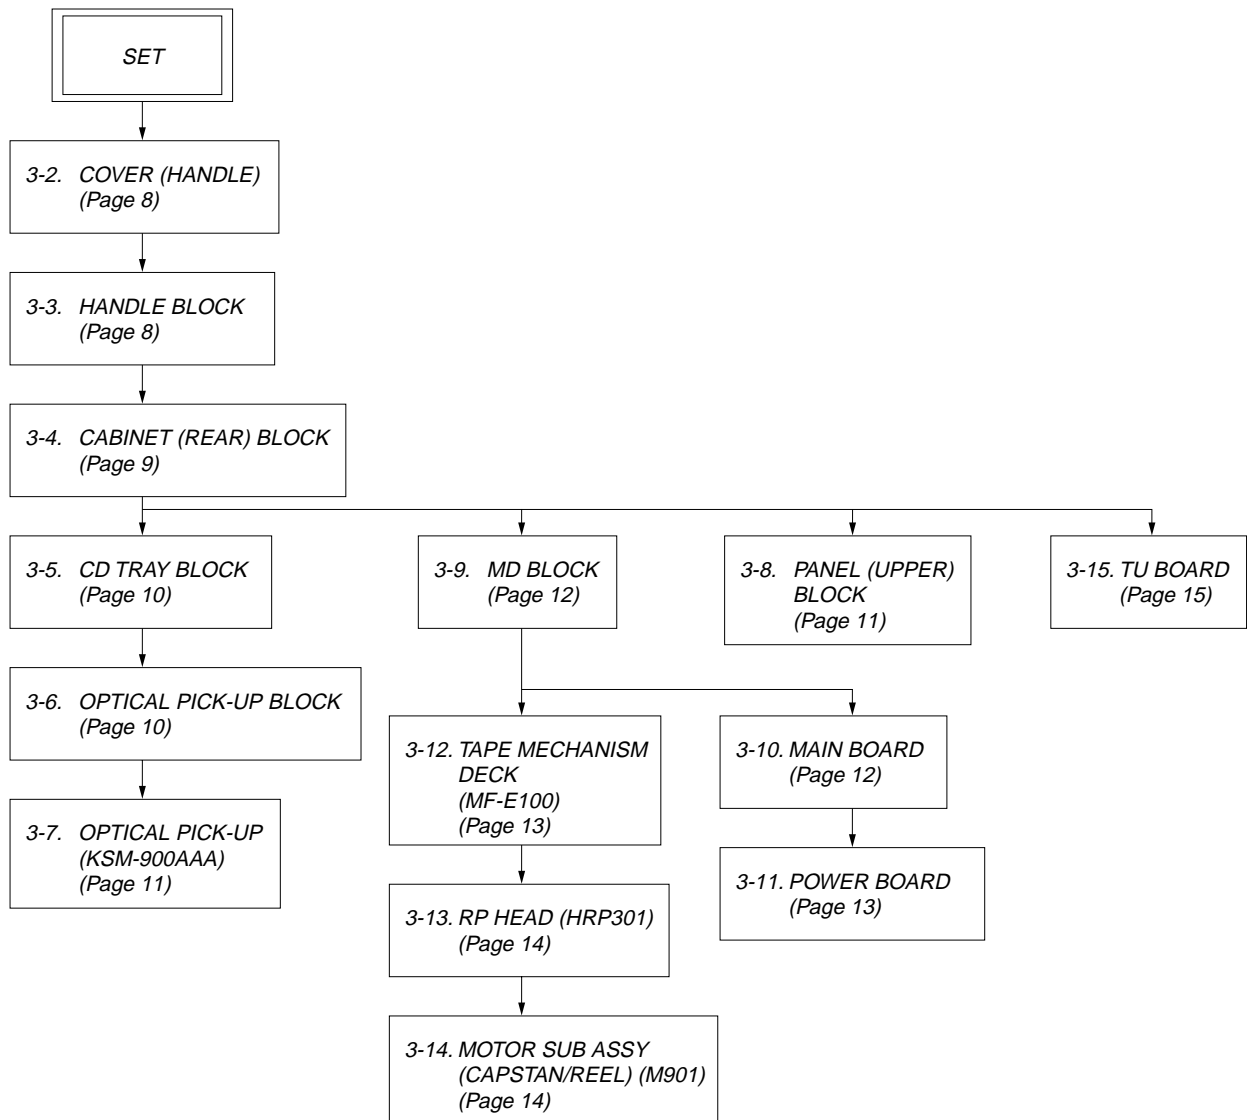 SET
3-2. COVER (HANDLE)
(Page 8)
3-3. HANDLE BLOCK
(Page 8)
3-4. CABINET (REAR) BLOCK
(Page 9)
3-5. CD TRAY BLOCK
(Page 10)
3-9. MD BLOCK
(Page 12)
3-8. PANEL (UPPER)
BLOCK
(Page 11)
3-15. TU BOARD
(Page 15)
3-6. OPTICAL PICK-UP BLOCK
(Page 10)
3-7. OPTICAL PICK-UP
(KSM-900AAA)
(Page 11)
3-12. TAPE MECHANISM
DECK
(MF-E100)
(Page 13)
3-10. MAIN BOARD
(Page 12)
3-11. POWER BOARD
(Page 13)
3-13. RP HEAD (HRP301)
(Page 14)
3-14. MOTOR SUB ASSY
(CAPSTAN/REEL) (M901)
(Page 14)